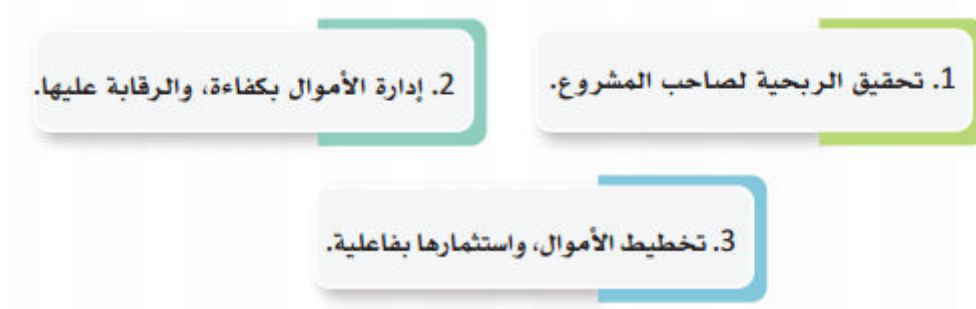 1. تحقيق الربحية لصاحب المشروع.
2. إدارة الأموال بكفاءة، والرقابة عليها.
3. تخطيط الأموال، واستثمارها بفاعلية.